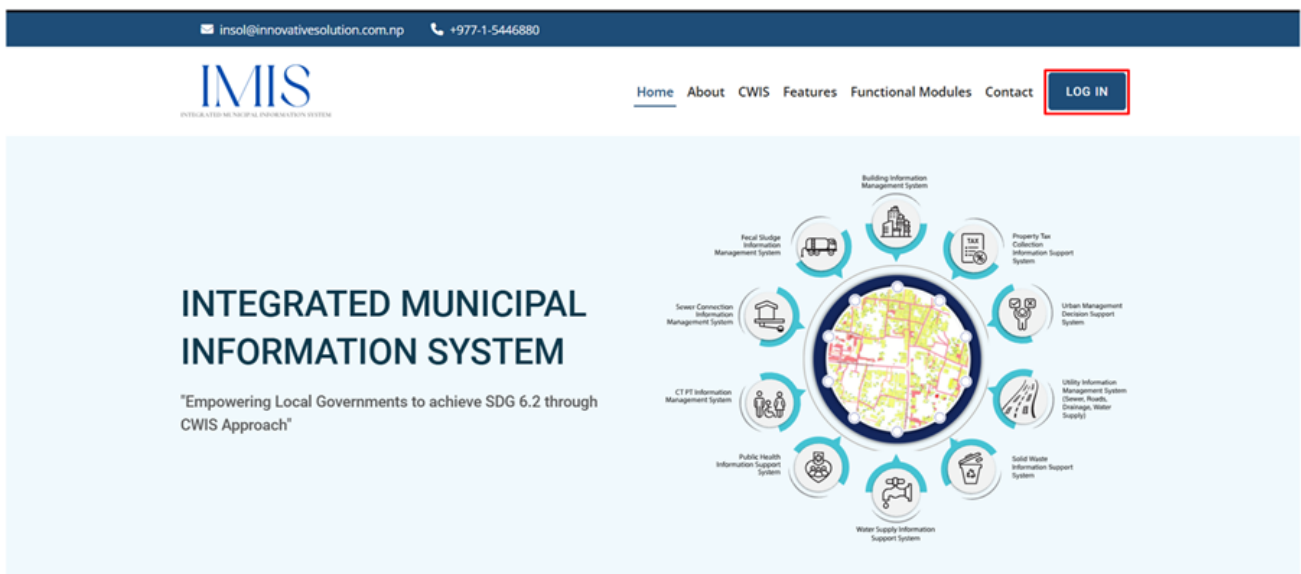 insol@innovativesolution.com.np +977-1-5446880
IMIS
INTEGRATED MUNICIPAL INFORMATION SYSTEM
Home About CWIS Features Functional Modules Contact LOG IN
INTEGRATED MUNICIPAL
INFORMATION SYSTEM
"Empowering Local Governments to achieve SDG 6.2 through
CWIS Approach"
Building Information
Management System
Fecal Sludge
Information
Management System
TAX
Property Tax
Collection
Information Support
System
Sewer Connection
Information
Management System
Urban Management
Decision Support
System
CT PT Information
Management System
Utility Information
Management System
(Sewer, Roads,
Drainage, Water
Supply)
Public Health
Information Support
System
Solid Waste
Information Support
System
Water Supply Information
Support System